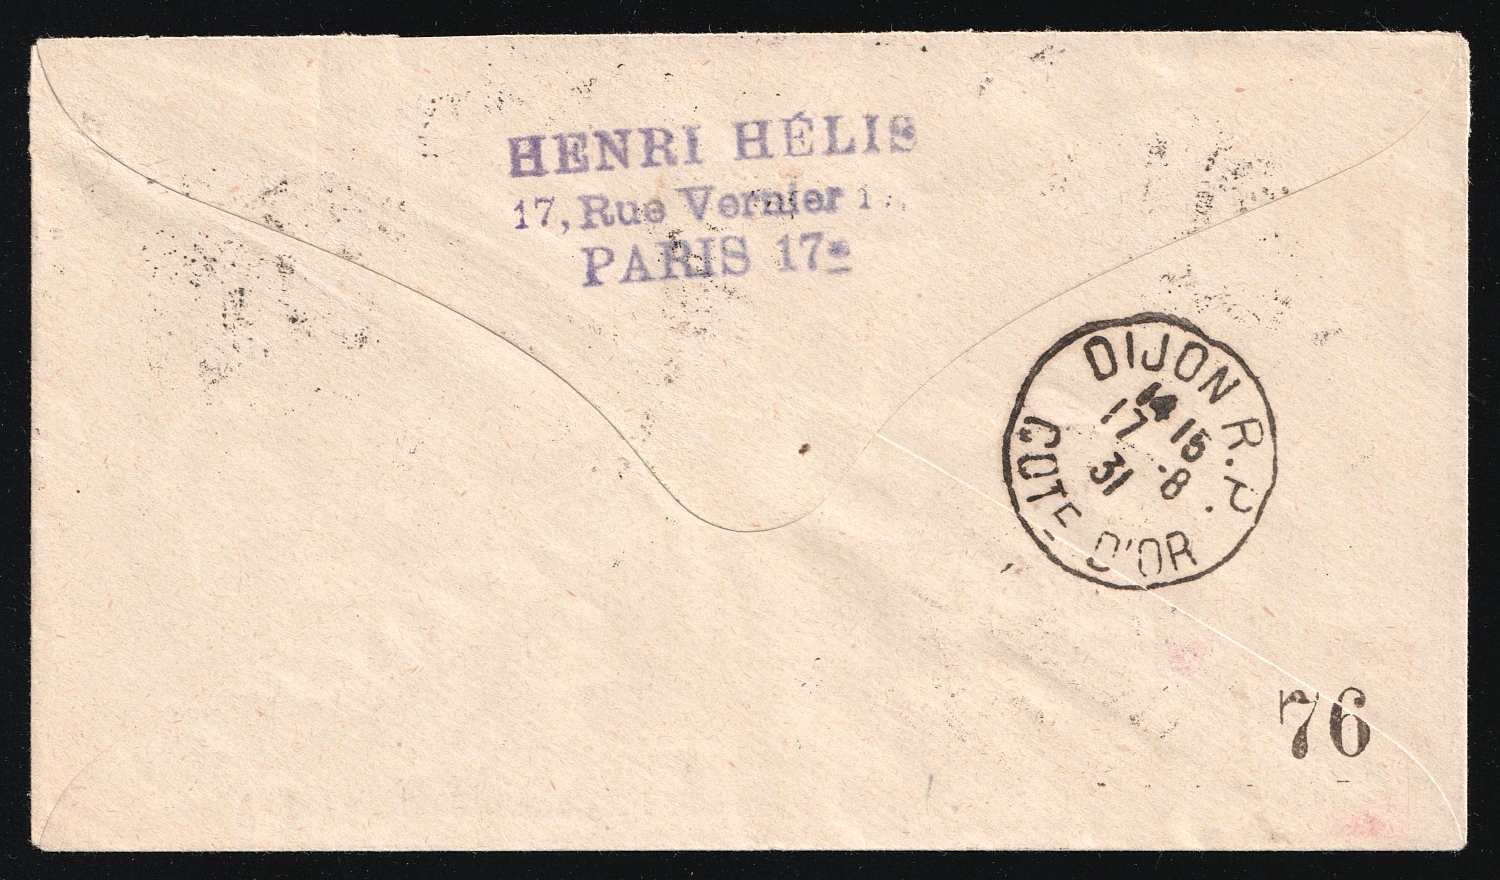 HENRI HÉLIS
17, Rue Vernier
PARIS 17e
DIJON R.P.
14 15
17 -8
31
COTE D'OR
76